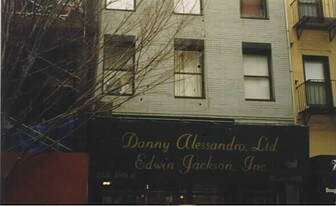 Danny Alessandro, Ltd.
Edwin Jackson, Inc.